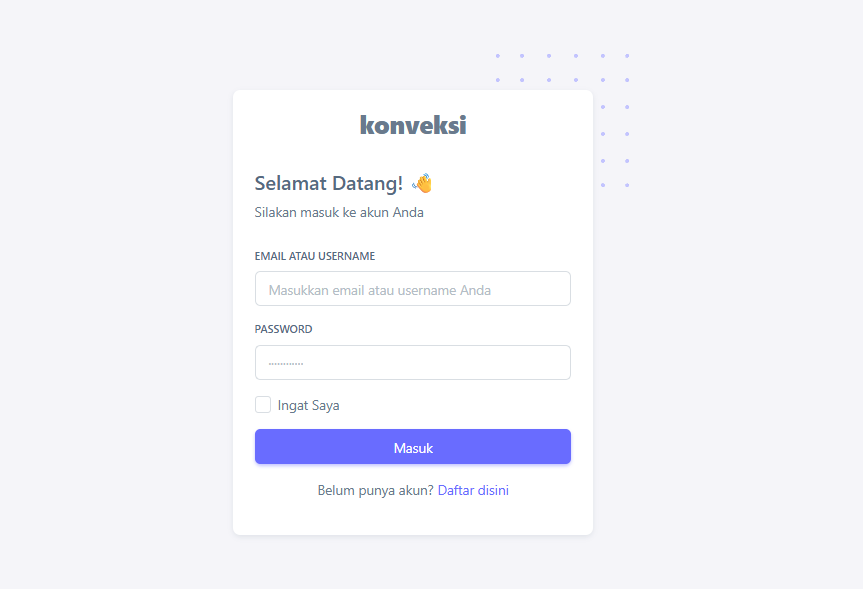 konveksi
Selamat Datang! 👋
Silakan masuk ke akun Anda
EMAIL ATAU USERNAME
Masukkan email atau username Anda
PASSWORD
············
Ingat Saya
Masuk
Belum punya akun? Daftar disini